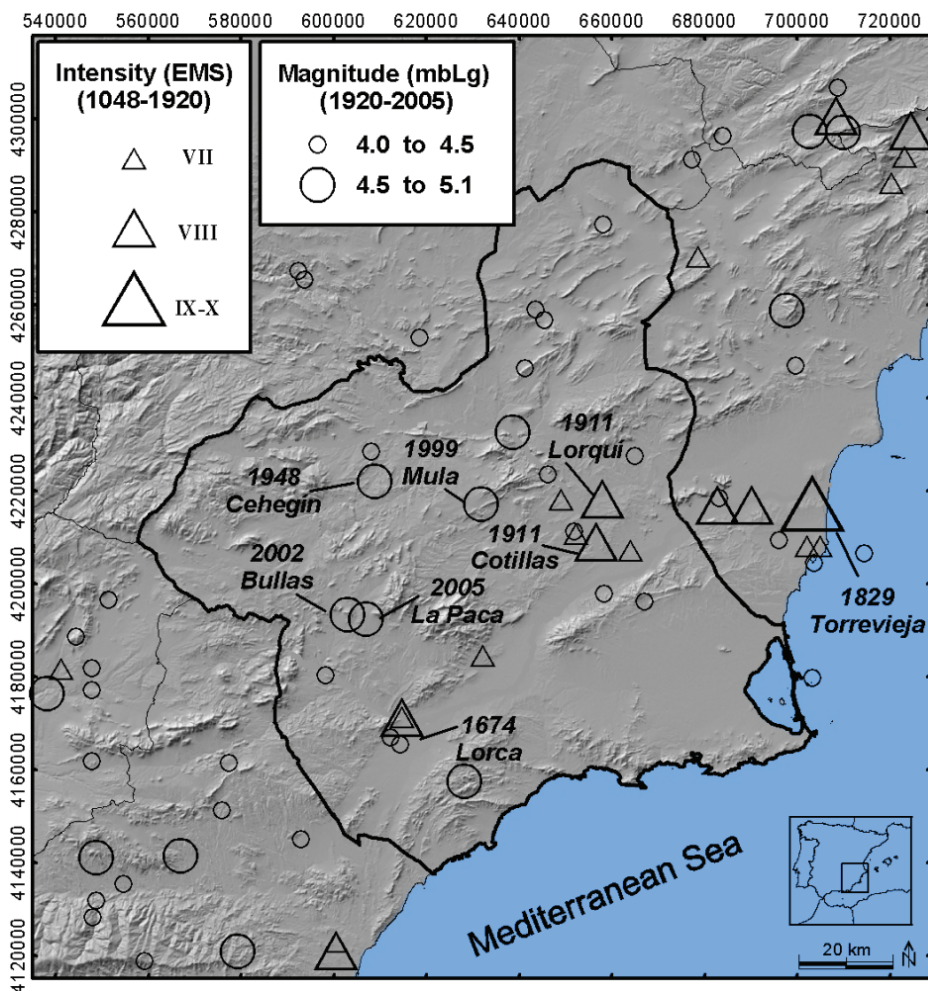 540000 560000 580000 600000 620000 640000 660000 680000 700000 720000
4300000
4280000
4260000
4240000
4220000
4200000
4180000
4160000
4140000
4120000
Intensity (EMS)
(1048-1920)
VII
VIII
IX-X
Magnitude (mbLg)
(1920-2005)
4.0 to 4.5
4.5 to 5.1
1911
Lorquí
1999
Mula
1948
Cehegín
1911
Cotillas
2002
Bullas
2005
La Paca
1829
Torrevieja
1674
Lorca
Mediterranean Sea
20 km
N